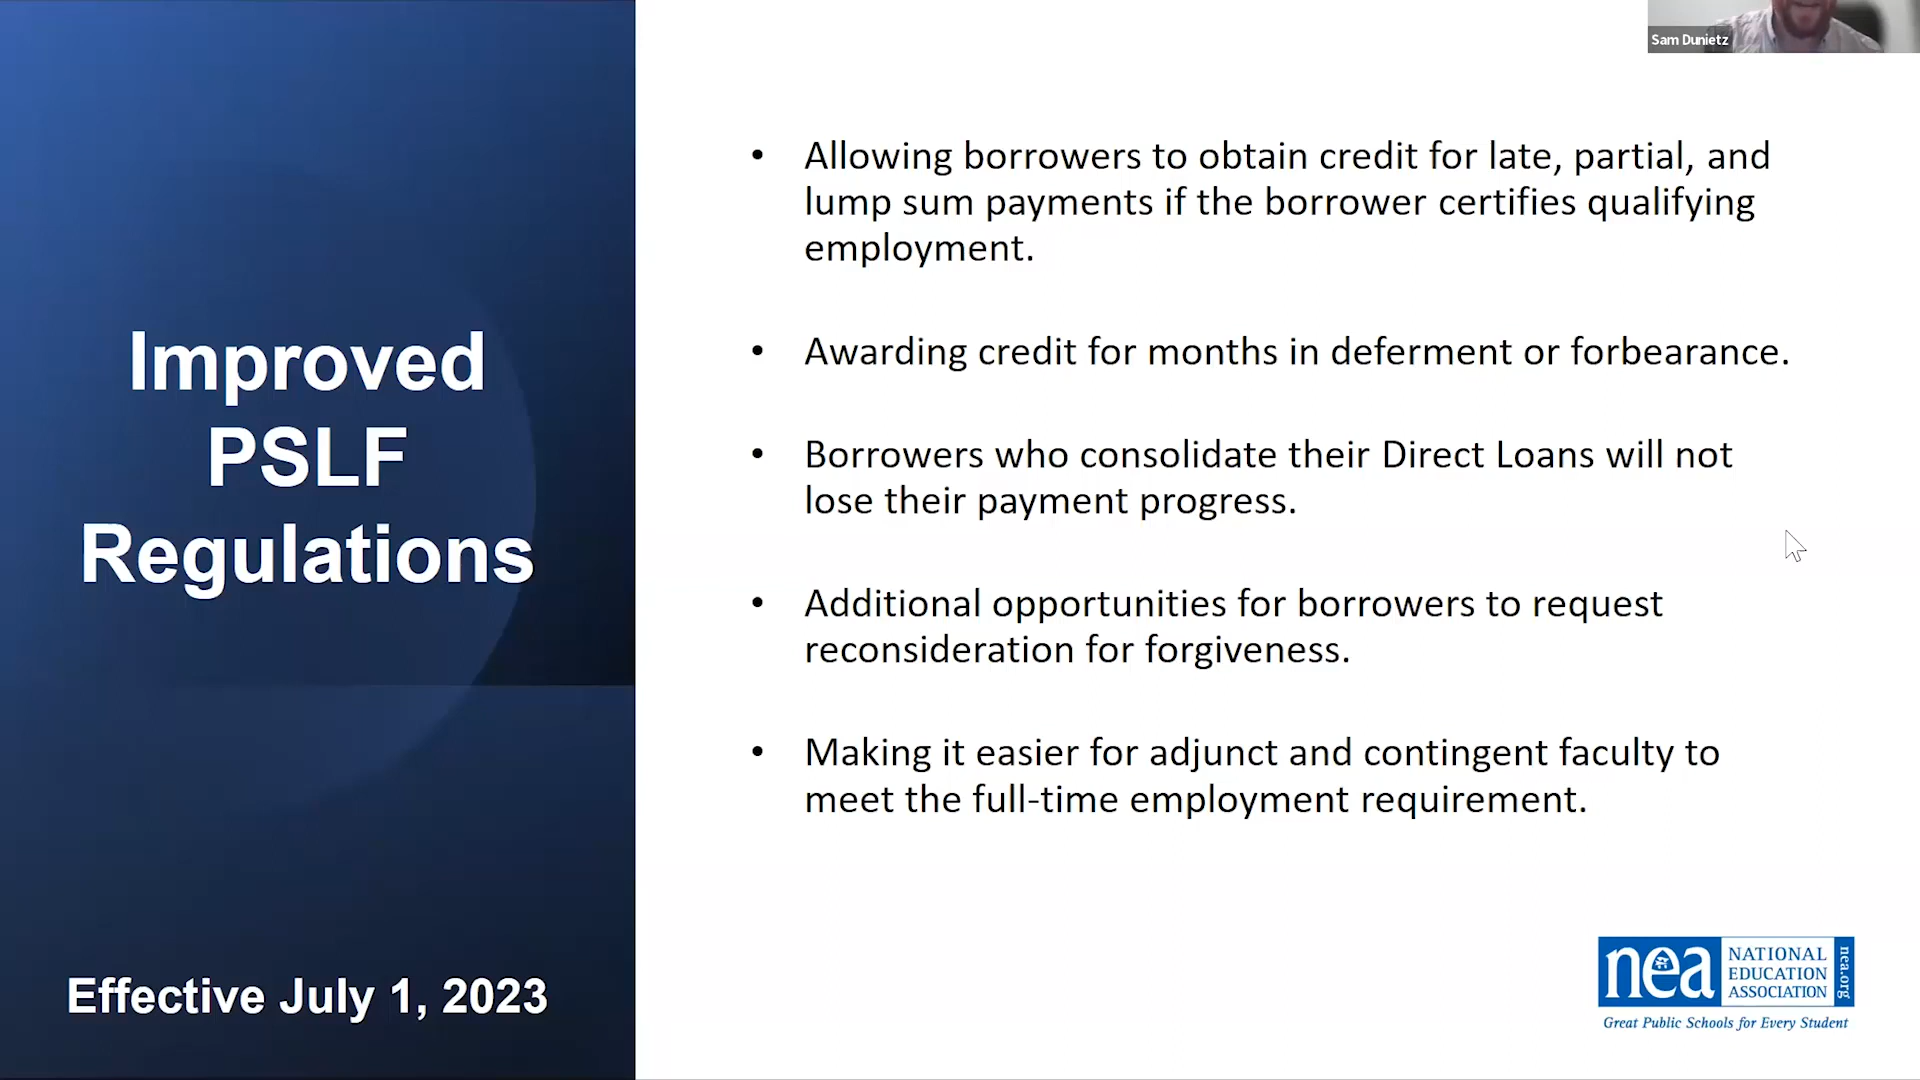 Sam Dunietz
Improved
PSLF
Regulations
Effective July 1, 2023
• Allowing borrowers to obtain credit for late, partial, and
lump sum payments if the borrower certifies qualifying
employment.
• Awarding credit for months in deferment or forbearance.
• Borrowers who consolidate their Direct Loans will not
lose their payment progress.
• Additional opportunities for borrowers to request
reconsideration for forgiveness.
• Making it easier for adjunct and contingent faculty to
meet the full-time employment requirement.
nea
NATIONAL
EDUCATION
ASSOCIATION
nea.org
Great Public Schools for Every Student